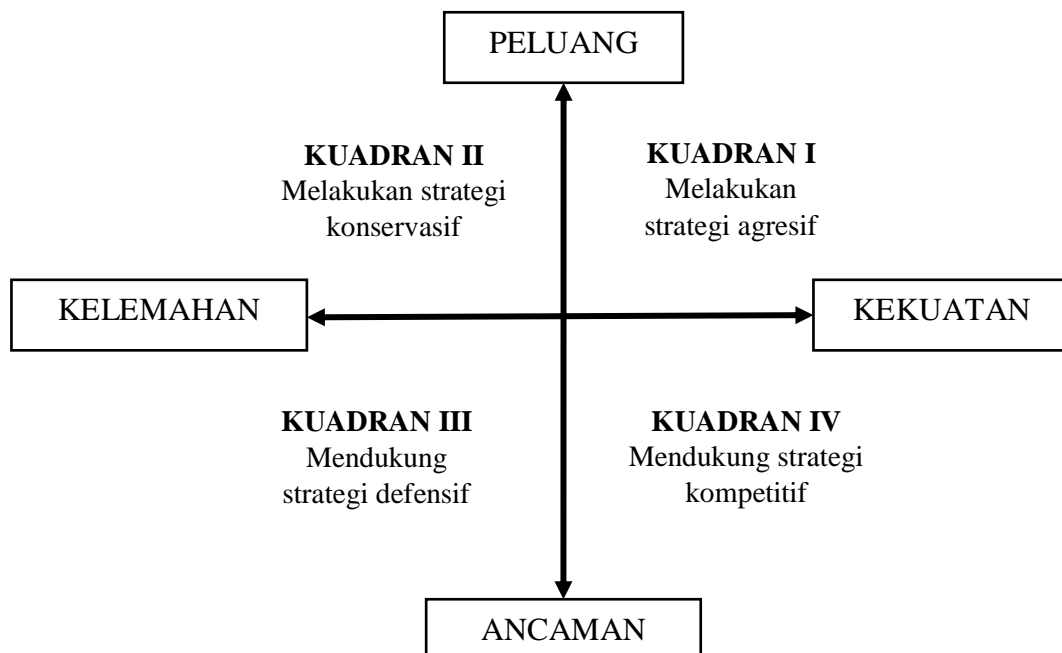 PELUANG
KUADRAN II
Melakukan strategi
konservasif
KUADRAN I
Melakukan
strategi agresif
KELEMAHAN
KEKUATAN
KUADRAN III
Mendukung
strategi defensif
KUADRAN IV
Mendukung strategi
kompetitif
ANCAMAN